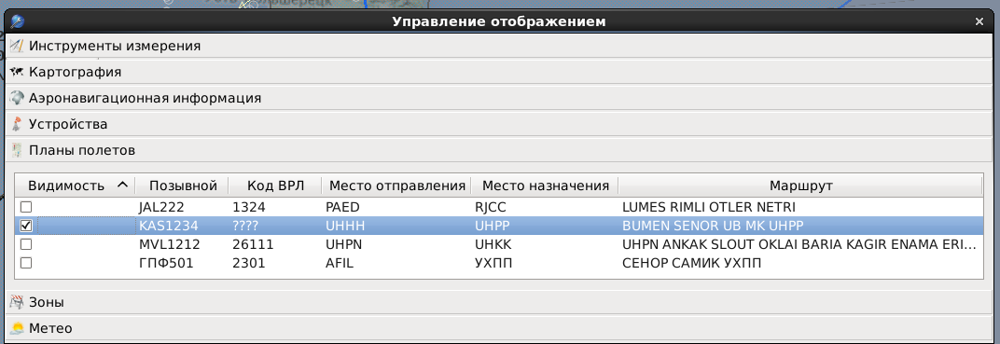 Управление отображением
Инструменты измерения
Картография
Аэронавигационная информация
Устройства
Планы полетов
Видимость Позывной Код ВРЛ Место отправления Место назначения Маршрут
JAL222 1324 PAED RJCC LUMES RIMLI OTLER NETRI
KAS1234 ???? UHHH UHPP BUMEN SENOR UB MK UHPP
MVL1212 26111 UHPN UHKK UHPN ANKAK SLOUT OKLAI BARIA KAGIR ENAMA ERI...
ГПФ501 2301 AFIL УХПП СЕНОР САМИК УХПП
Зоны
Метео